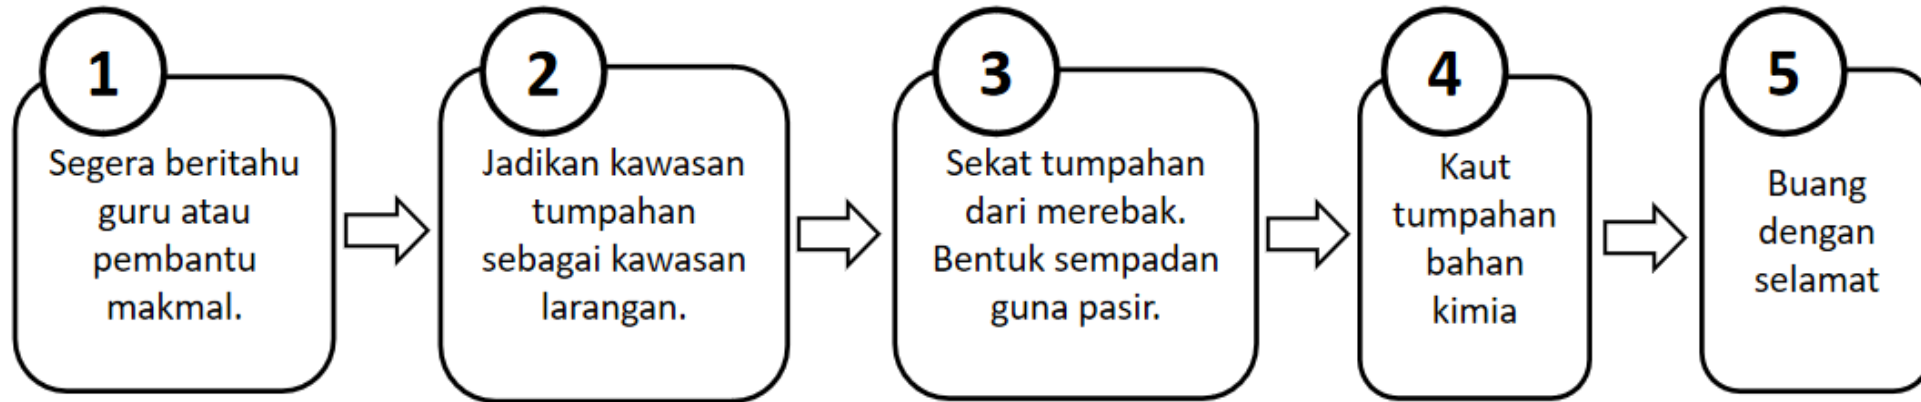 1
Segera beritahu
guru atau
pembantu
makmal.
2
Jadikan kawasan
tumpahan
sebagai kawasan
larangan.
3
Sekat tumpahan
dari merebak.
Bentuk sempadan
guna pasir.
4
Kaut
tumpahan
bahan
kimia
5
Buang
dengan
selamat